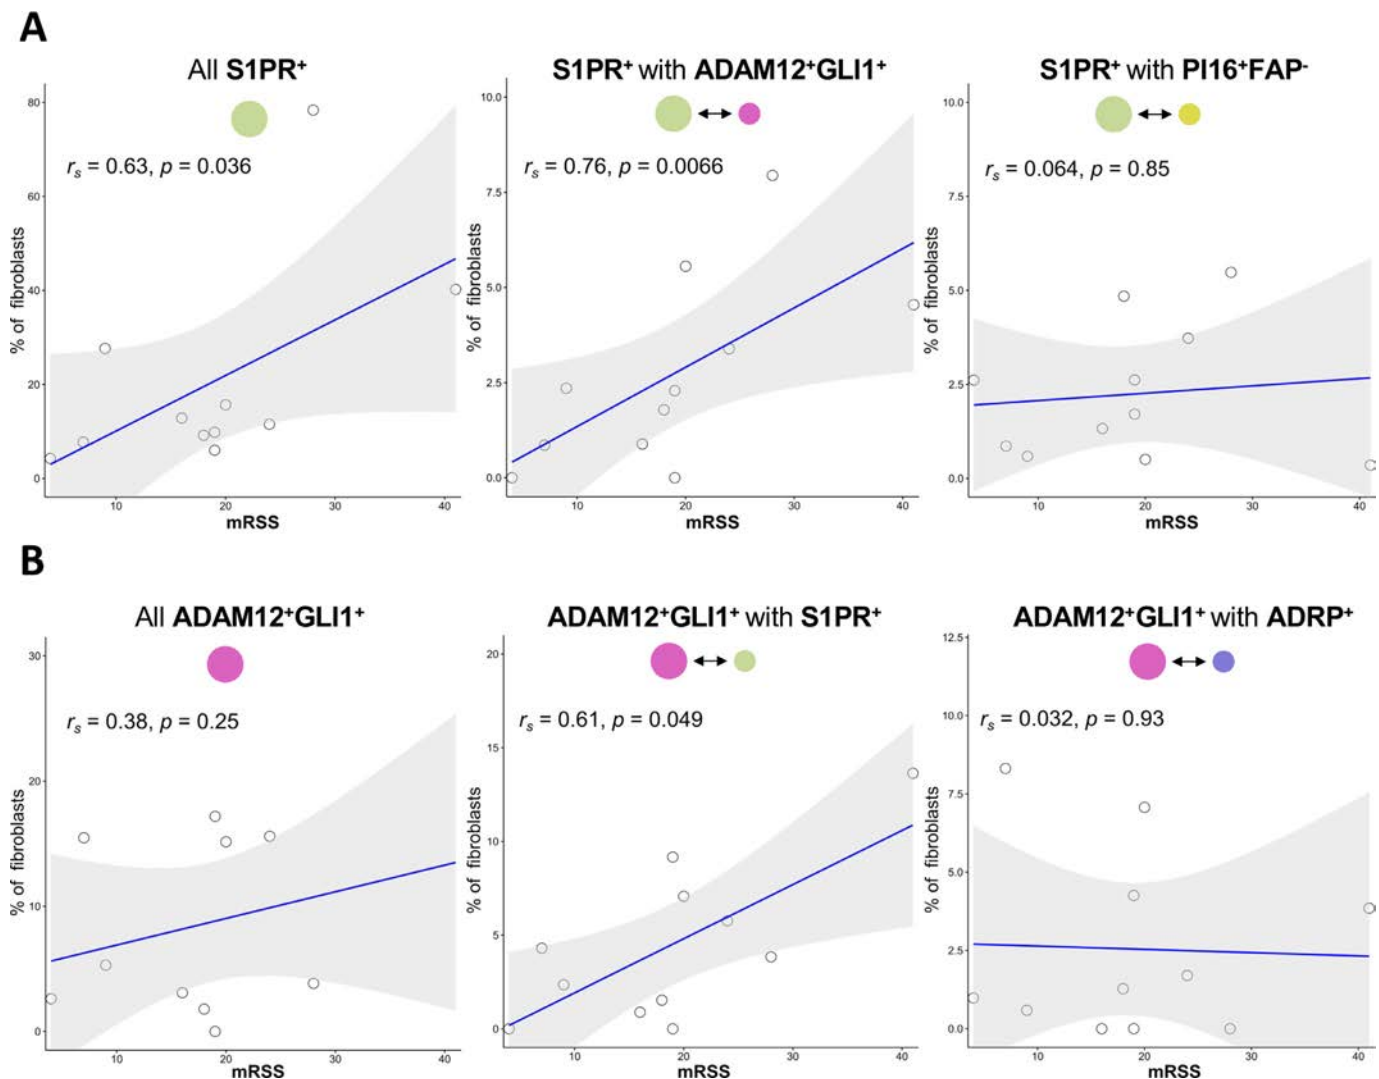 A
All S1PR⁺
80
60
40
20
0
10 20 30 40
% of fibroblasts
mRSS
rₛ = 0.63, p = 0.036
S1PR⁺ with ADAM12⁺GLI1⁺
10.0
7.5
5.0
2.5
0.0
10 20 30 40
% of fibroblasts
mRSS
rₛ = 0.76, p = 0.0066
S1PR⁺ with PI16⁺FAP⁻
10.0
7.5
5.0
2.5
0.0
10 20 30 40
% of fibroblasts
mRSS
rₛ = 0.064, p = 0.85
B
All ADAM12⁺GLI1⁺
30
20
10
0
10 20 30 40
% of fibroblasts
mRSS
rₛ = 0.38, p = 0.25
ADAM12⁺GLI1⁺ with S1PR⁺
20
15
10
5
0
10 20 30 40
% of fibroblasts
mRSS
rₛ = 0.61, p = 0.049
ADAM12⁺GLI1⁺ with ADRP⁺
12.5
10.0
7.5
5.0
2.5
0.0
10 20 30 40
% of fibroblasts
mRSS
rₛ = 0.032, p = 0.93